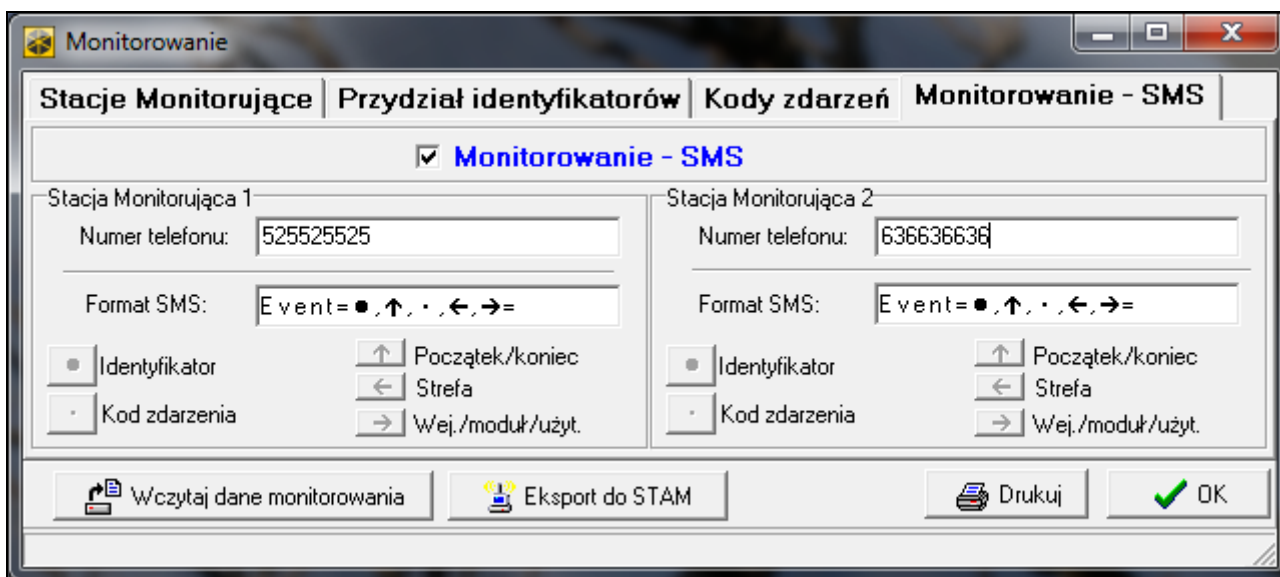 Monitorowanie
Stacje Monitorujące Przydział identyfikatorów Kody zdarzeń Monitorowanie - SMS
Monitorowanie - SMS
Stacja Monitorująca 1
Numer telefonu: 525525525
Format SMS: Event=●,↑,·,←,→=
● Identyfikator
↑ Początek/koniec
← Strefa
· Kod zdarzenia
→ Wej./moduł/użyt.
Stacja Monitorująca 2
Numer telefonu: 636636636
Format SMS: Event=●,↑,·,←,→=
● Identyfikator
↑ Początek/koniec
← Strefa
· Kod zdarzenia
→ Wej./moduł/użyt.
Wczytaj dane monitorowania Eksport do STAM Drukuj OK